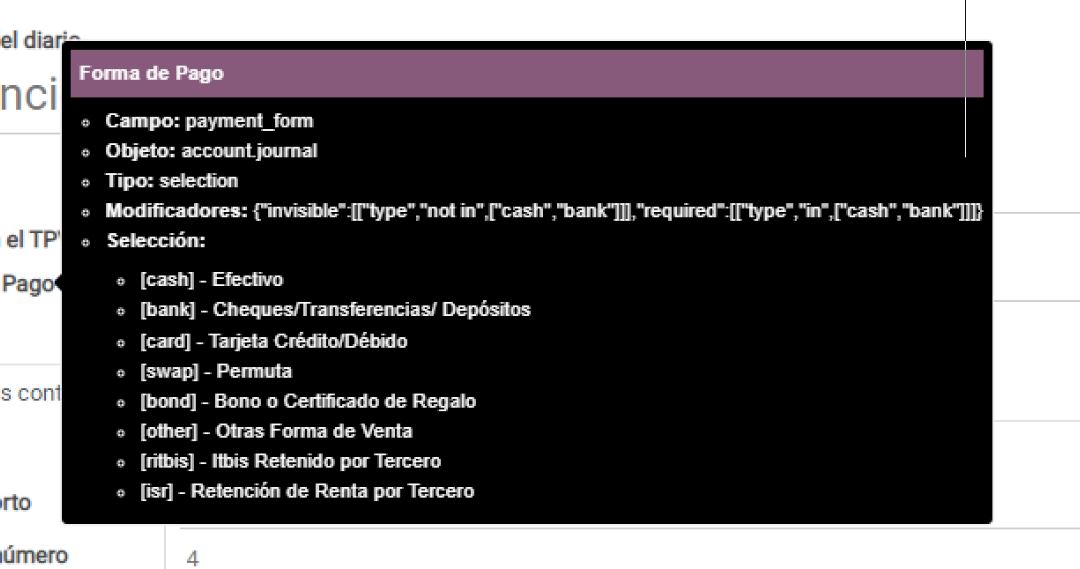 el diario
Forma de Pago
nci
Campo: payment_form
Objeto: account.journal
Tipo: selection
Modificadores: {"invisible":[["type","not in",["cash","bank"]]],"required":[["type","in",["cash","bank"]]]}
el TPV
Selección:
Pago
[cash] - Efectivo
[bank] - Cheques/Transferencias/ Depósitos
[card] - Tarjeta Crédito/Débido
[swap] - Permuta
s cont
[bond] - Bono o Certificado de Regalo
[other] - Otras Forma de Venta
[ritbis] - Itbis Retenido por Tercero
[isr] - Retención de Renta por Tercero
orto
número
4